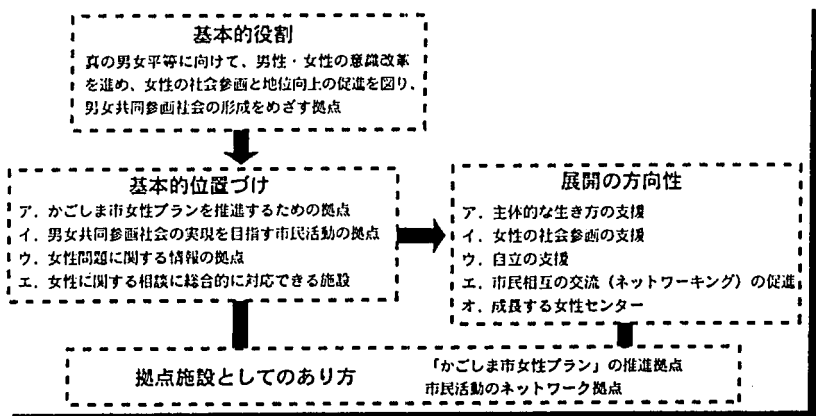 基本的役割
真の男女平等に向けて、男性・女性の意識改革
を進め、女性の社会参画と地位向上の促進を図り、
男女共同参画社会の形成をめざす拠点
基本的位置づけ
ア．かごしま市女性プランを推進するための拠点
イ．男女共同参画社会の実現を目指す市民活動の拠点
ウ．女性問題に関する情報の拠点
エ．女性に関する相談に総合的に対応できる施設
展開の方向性
ア．主体的な生き方の支援
イ．女性の社会参画の支援
ウ．自立の支援
エ．市民相互の交流（ネットワーキング）の促進
オ．成長する女性センター
拠点施設としてのあり方
「かごしま市女性プラン」の推進拠点
市民活動のネットワーク拠点